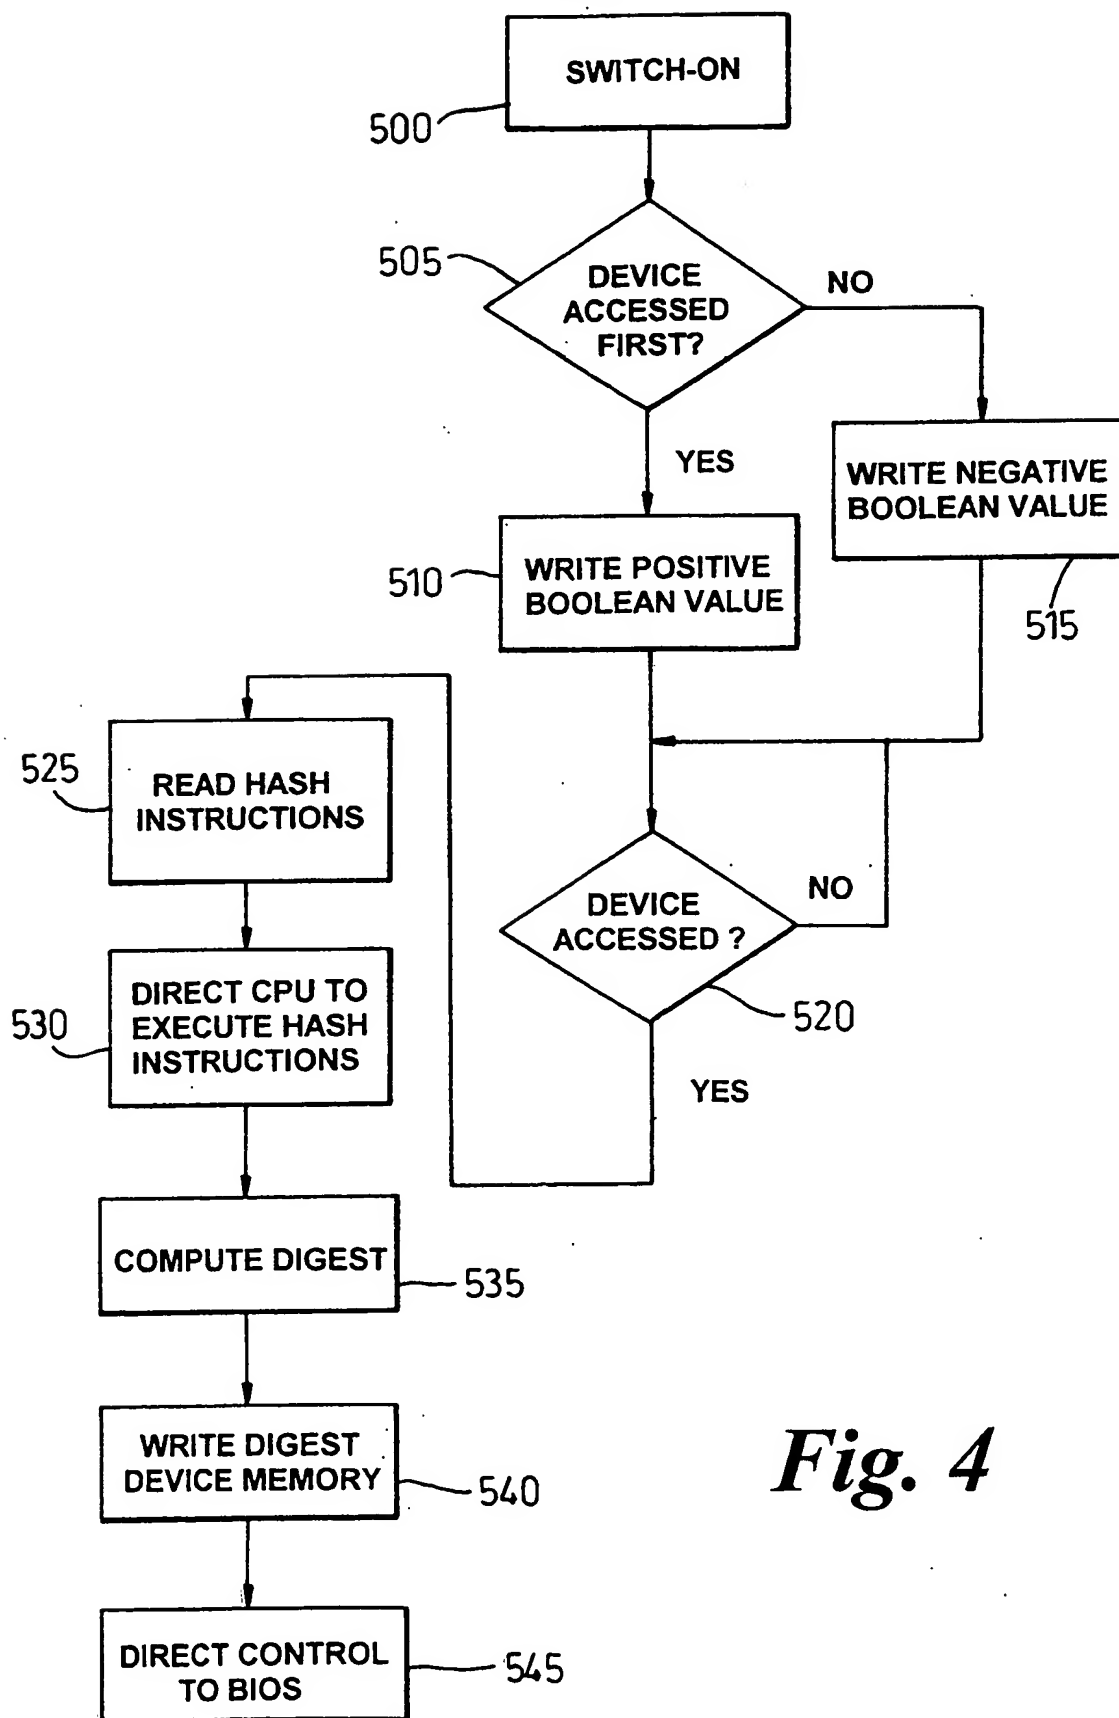 SWITCH-ON
500
505
DEVICE
ACCESSED
FIRST?
NO
YES
WRITE NEGATIVE
BOOLEAN VALUE
515
510
WRITE POSITIVE
BOOLEAN VALUE
525
READ HASH
INSTRUCTIONS
DEVICE
ACCESSED ?
NO
520
YES
530
DIRECT CPU TO
EXECUTE HASH
INSTRUCTIONS
COMPUTE DIGEST
535
WRITE DIGEST
DEVICE MEMORY
540
DIRECT CONTROL
TO BIOS
545
Fig. 4